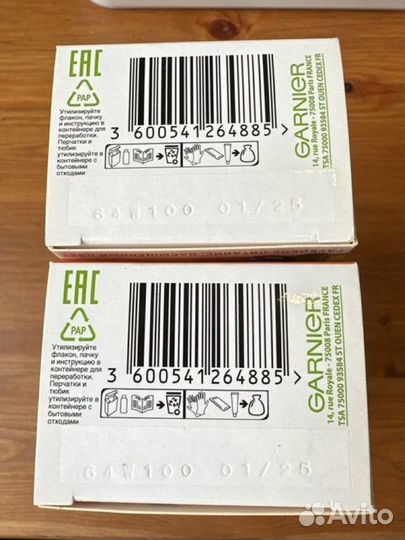 EAC
PAP
Утилизируйте
флакон, пачку
и инструкцию в
контейнере для
переработки.
Перчатки и
тюбик
утилизируйте в
контейнере с
бытовыми
отходами
3 600541 264885 >
GARNIER
14, rue Royale - 75008 Paris FRANCE
TSA 75000 93584 ST OUEN CEDEX FR
64W100 01/25
EAC
PAP
Утилизируйте
флакон, пачку
и инструкцию в
контейнере для
переработки.
Перчатки и
тюбик
утилизируйте в
контейнере с
бытовыми
отходами
3 600541 264885 >
GARNIER
14, rue Royale - 75008 Paris FRANCE
TSA 75000 93584 ST OUEN CEDEX FR
64W100 01/25
Avito